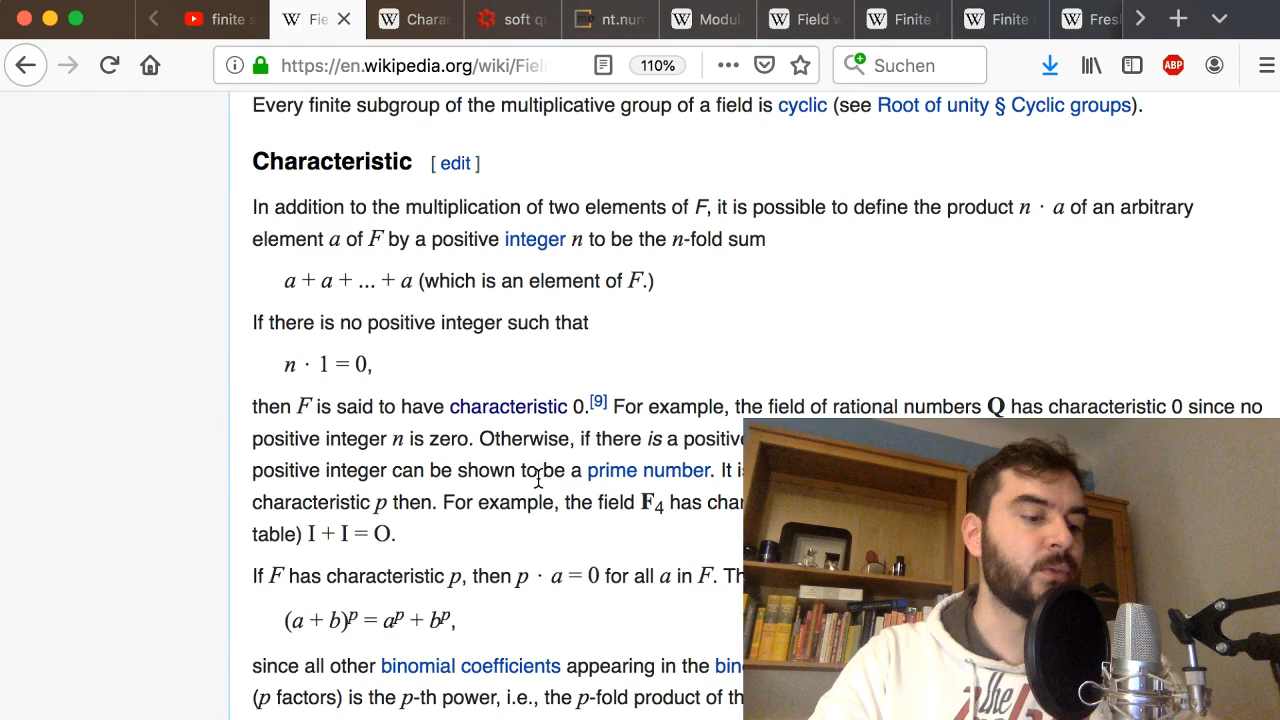 finite s
Fie
Charac
soft qu
nt.num
Modul
Field w
Finite
Finite
Fres
https://en.wikipedia.org/wiki/Fiel
110%
Suchen
ABP
Every finite subgroup of the multiplicative group of a field is cyclic (see Root of unity § Cyclic groups).
Characteristic [ edit ]
In addition to the multiplication of two elements of F, it is possible to define the product n · a of an arbitrary
element a of F by a positive integer n to be the n-fold sum
a + a + ... + a (which is an element of F.)
If there is no positive integer such that
n · 1 = 0,
then F is said to have characteristic 0.[9] For example, the field of rational numbers Q has characteristic 0 since no
positive integer n is zero. Otherwise, if there is a positive
positive integer can be shown to be a prime number. It is
characteristic p then. For example, the field F4 has char
table) I + I = O.
If F has characteristic p, then p · a = 0 for all a in F. Th
(a + b)p = ap + bp,
since all other binomial coefficients appearing in the bin
(p factors) is the p-th power, i.e., the p-fold product of th
the